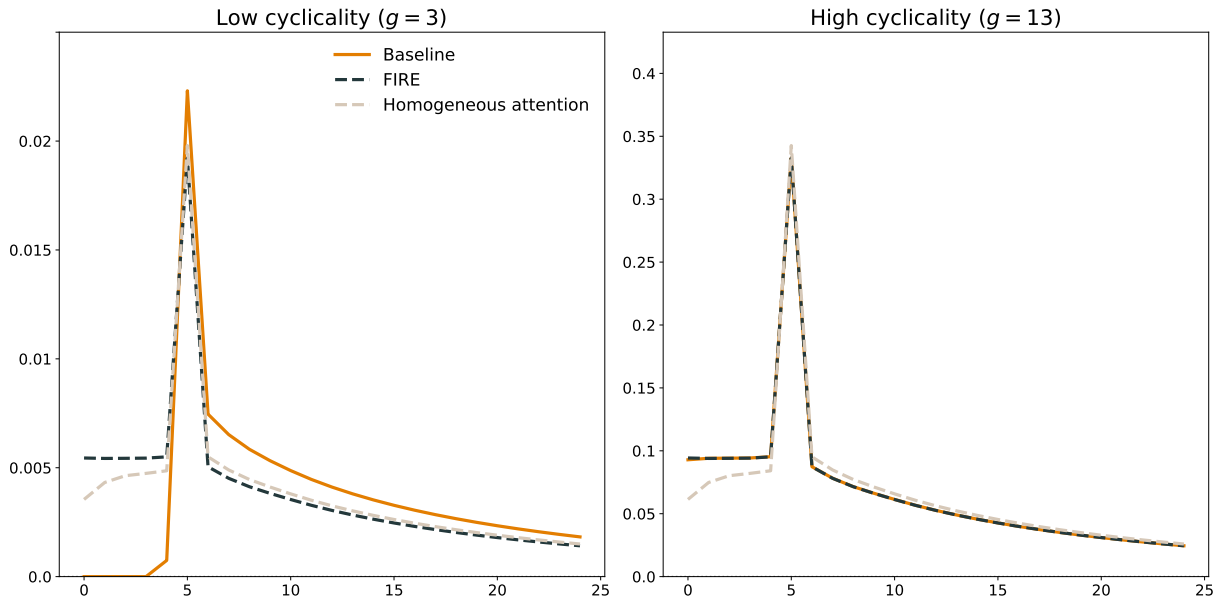 Low cyclicality (g = 3)
Baseline
FIRE
Homogeneous attention
0.02
0.015
0.01
0.005
0.0
0 5 10 15 20 25
High cyclicality (g = 13)
0.4
0.35
0.3
0.25
0.2
0.15
0.1
0.05
0.0
0 5 10 15 20 25